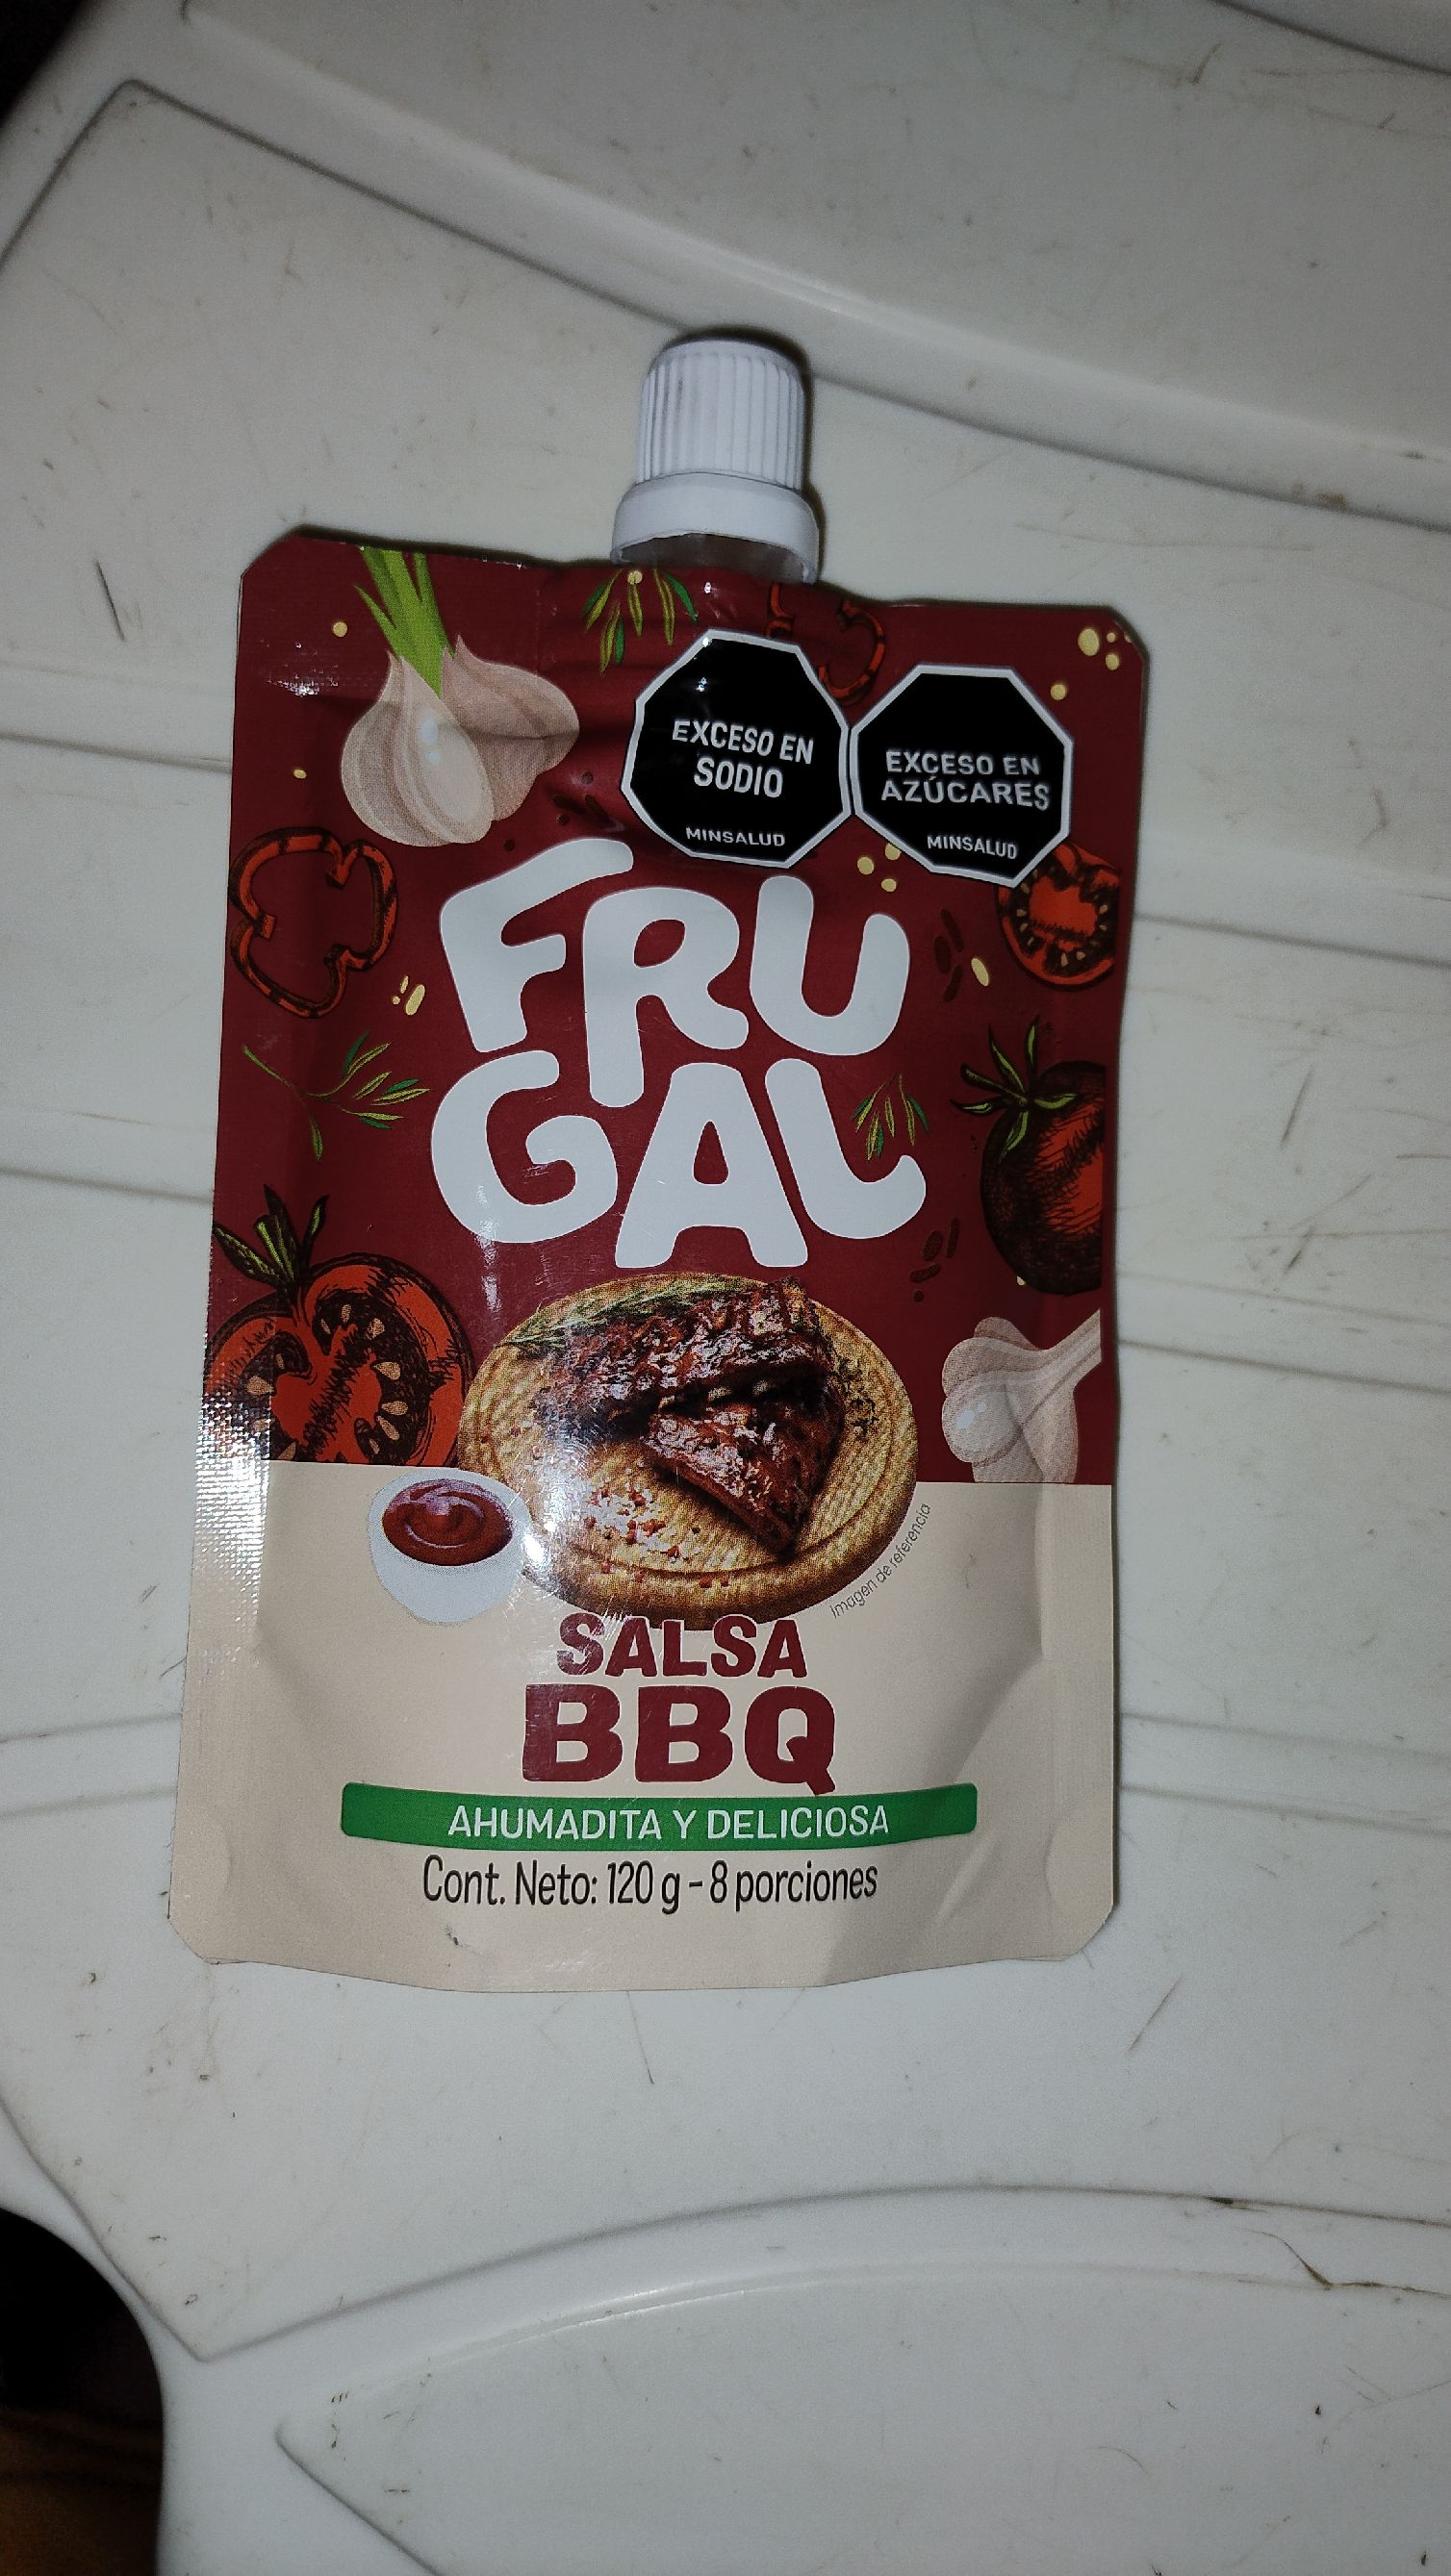 EXCESO EN
SODIO
MINSALUD
EXCESO EN
AZÚCARES
MINSALUD
FRU
GAL
Imagen de referencia
SALSA
BBQ
AHUMADITA Y DELICIOSA
Cont. Neto: 120 g - 8 porciones